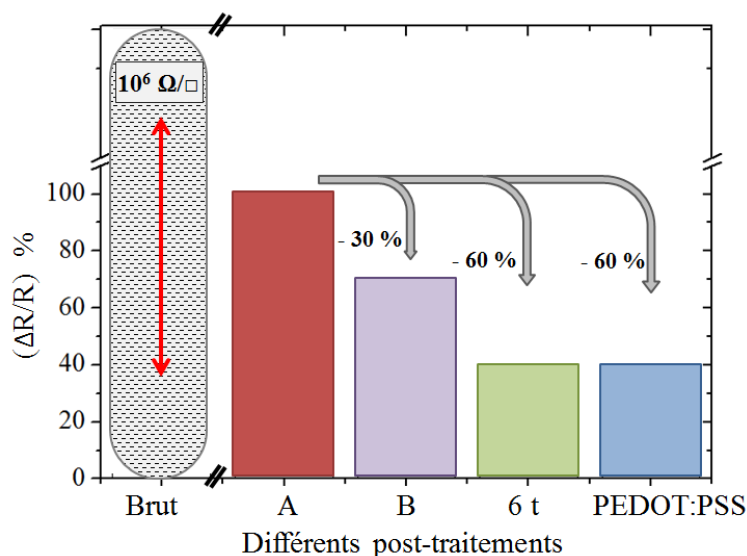 10⁶ Ω/□
(ΔR/R) %
100
80
60
40
20
0
- 30 %
- 60 %
- 60 %
Brut
A
B
6 t
PEDOT:PSS
Différents post-traitements